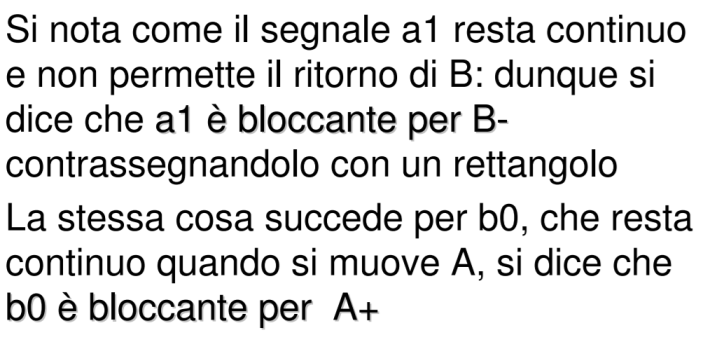 Si nota come il segnale a1 resta continuo
e non permette il ritorno di B: dunque si
dice che a1 è bloccante per B-
contrassegnandolo con un rettangolo
La stessa cosa succede per b0, che resta
continuo quando si muove A, si dice che
b0 è bloccante per A+